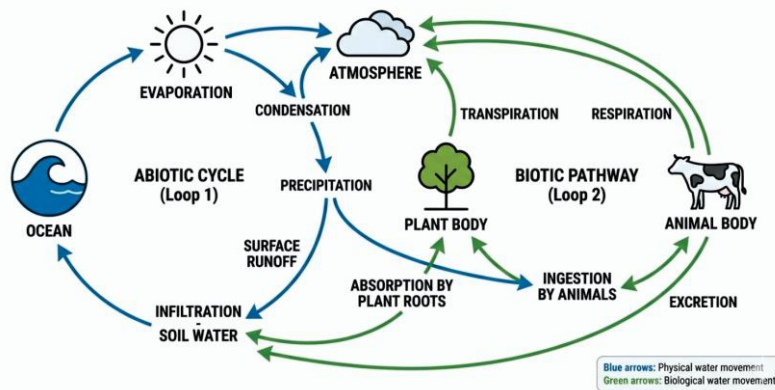 EVAPORATION
ATMOSPHERE
CONDENSATION
TRANSPIRATION
RESPIRATION
ABIOTIC CYCLE
(Loop 1)
PRECIPITATION
BIOTIC PATHWAY
(Loop 2)
OCEAN
PLANT BODY
ANIMAL BODY
SURFACE
RUNOFF
ABSORPTION BY
PLANT ROOTS
INGESTION
BY ANIMALS
EXCRETION
INFILTRATION
-
SOIL WATER
Blue arrows: Physical water movement
Green arrows: Biological water movement